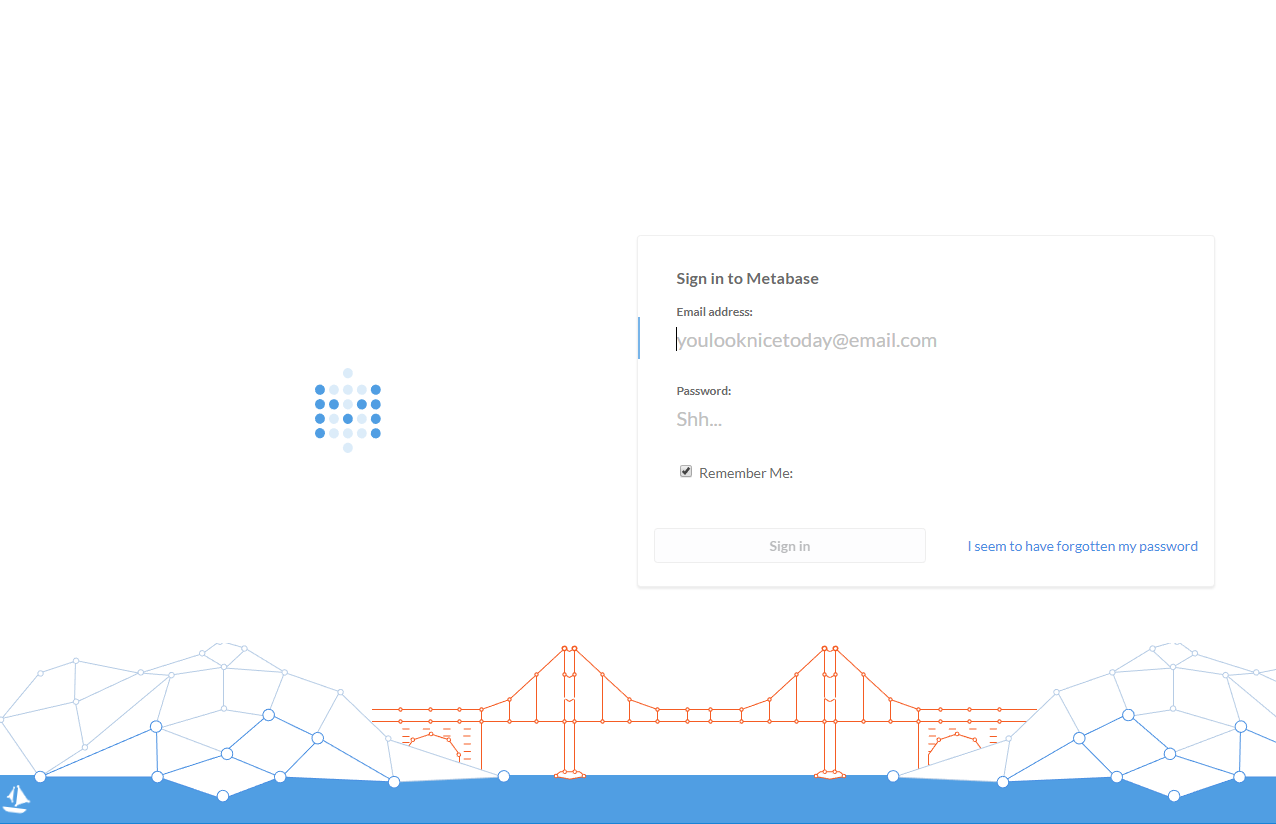 Sign in to Metabase
Email address:
youlooknicetoday@email.com
Password:
Shh...
Remember Me:
Sign in
I seem to have forgotten my password